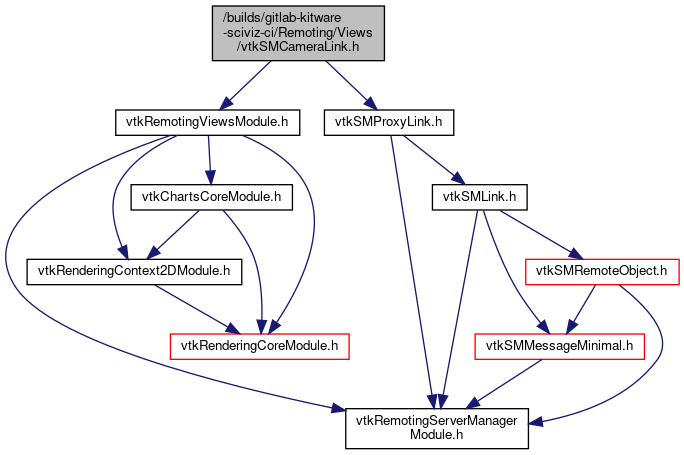 /builds/gitlab-kitware
-sciviz-ci/Remoting/Views
/vtkSMCameraLink.h
vtkRemotingViewsModule.h
vtkSMProxyLink.h
vtkChartsCoreModule.h
vtkSMLink.h
vtkRenderingContext2DModule.h
vtkSMRemoteObject.h
vtkRenderingCoreModule.h
vtkSMMessageMinimal.h
vtkRemotingServerManager
Module.h